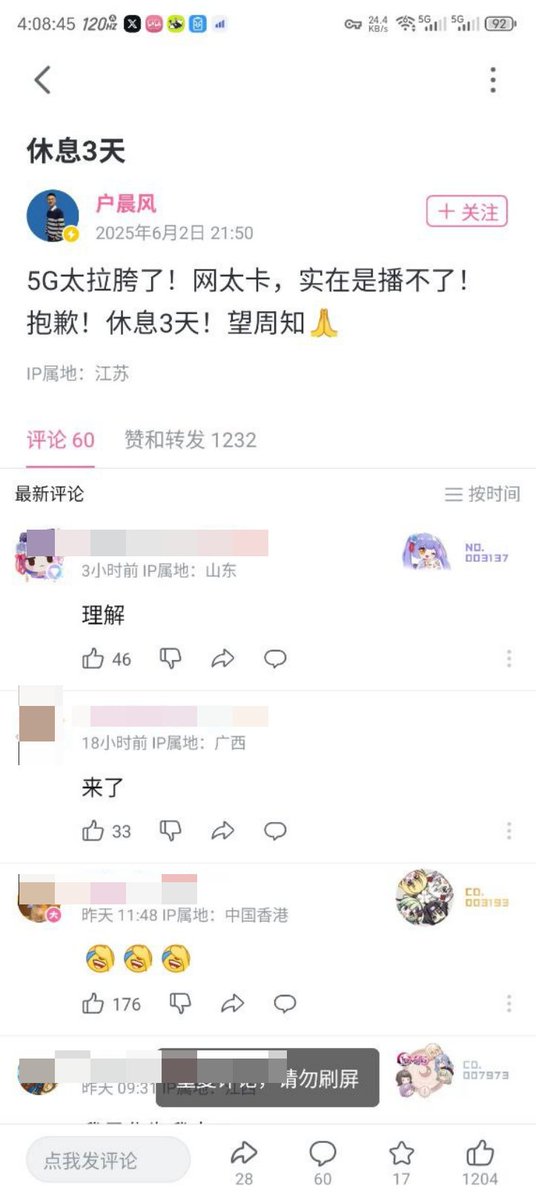 4:08:45 120HZ 24.4 KB/s 5G 5G 92
休息3天
户晨风
2025年6月2日 21:50
+ 关注
5G太拉胯了！网太卡，实在是播不了！
抱歉！休息3天！望周知🙏
IP属地：江苏
评论 60 赞和转发 1232
最新评论 按时间
NO.
003137
3小时前 IP属地：山东
理解
46
18小时前 IP属地：广西
来了
33
CO.
003193
昨天 11:48 IP属地：中国香港
176
CO.
007973
昨天 09:31 IP属地：江西
请勿刷屏
点我发评论
28 60 17 1204